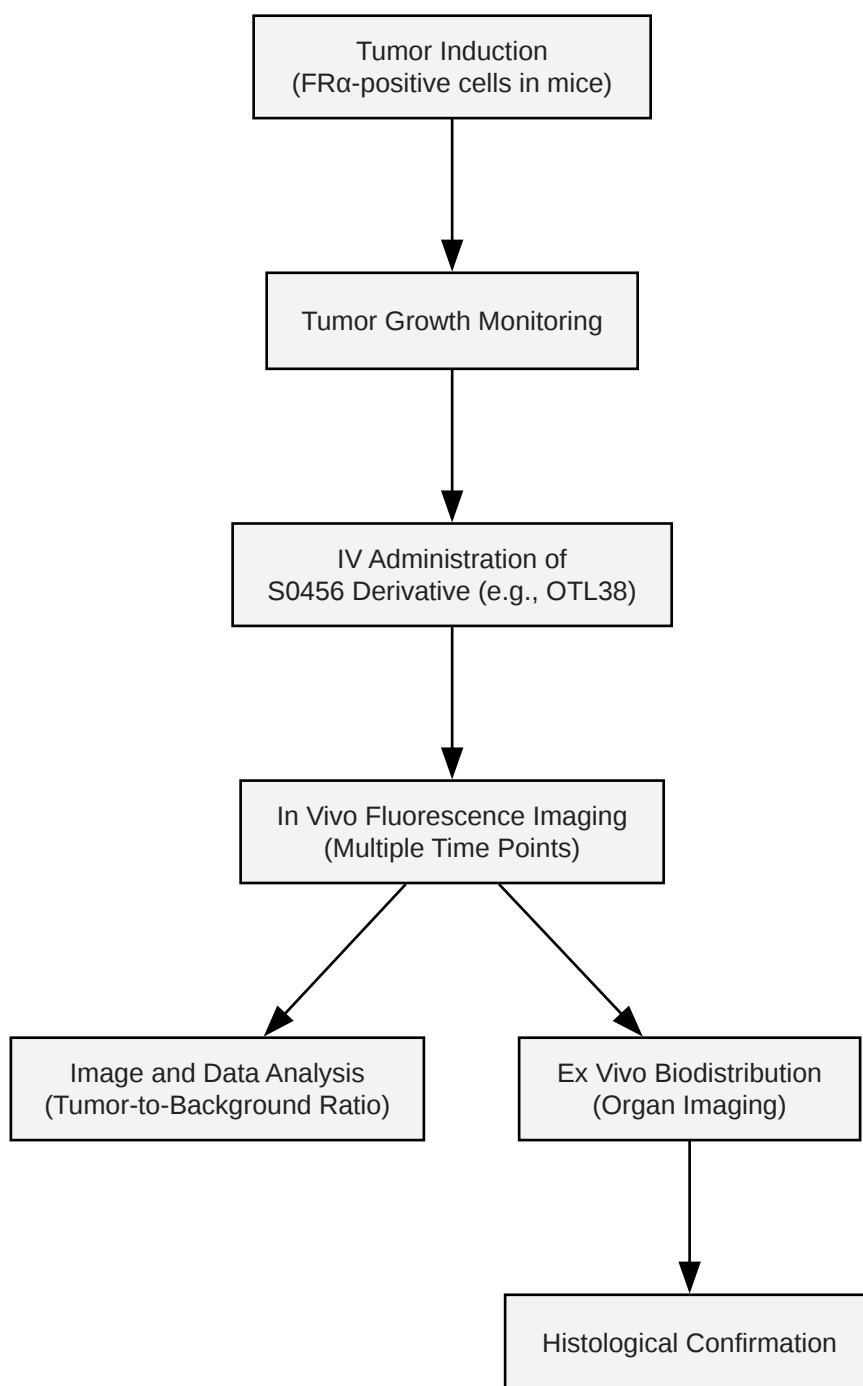 Tumor Induction
(FRα-positive cells in mice)
Tumor Growth Monitoring
IV Administration of
S0456 Derivative (e.g., OTL38)
In Vivo Fluorescence Imaging
(Multiple Time Points)
Image and Data Analysis
(Tumor-to-Background Ratio)
Ex Vivo Biodistribution
(Organ Imaging)
Histological Confirmation